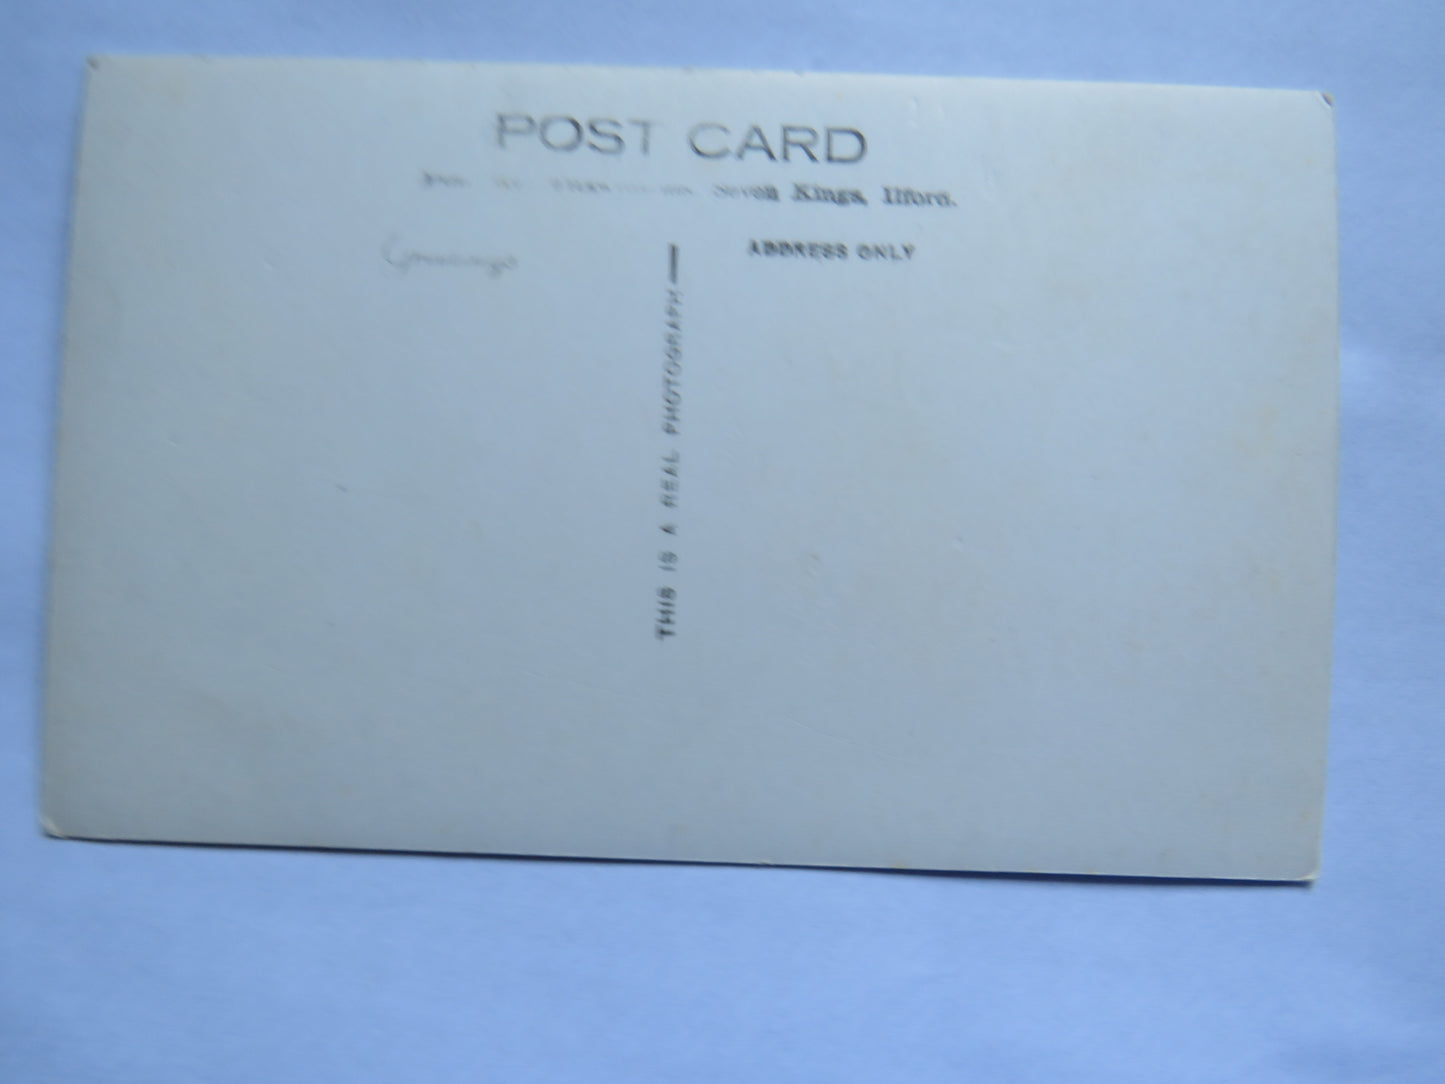 POST CARD
Seven Kings, Ilford.
ADDRESS ONLY
THIS IS A REAL PHOTOGRAPH